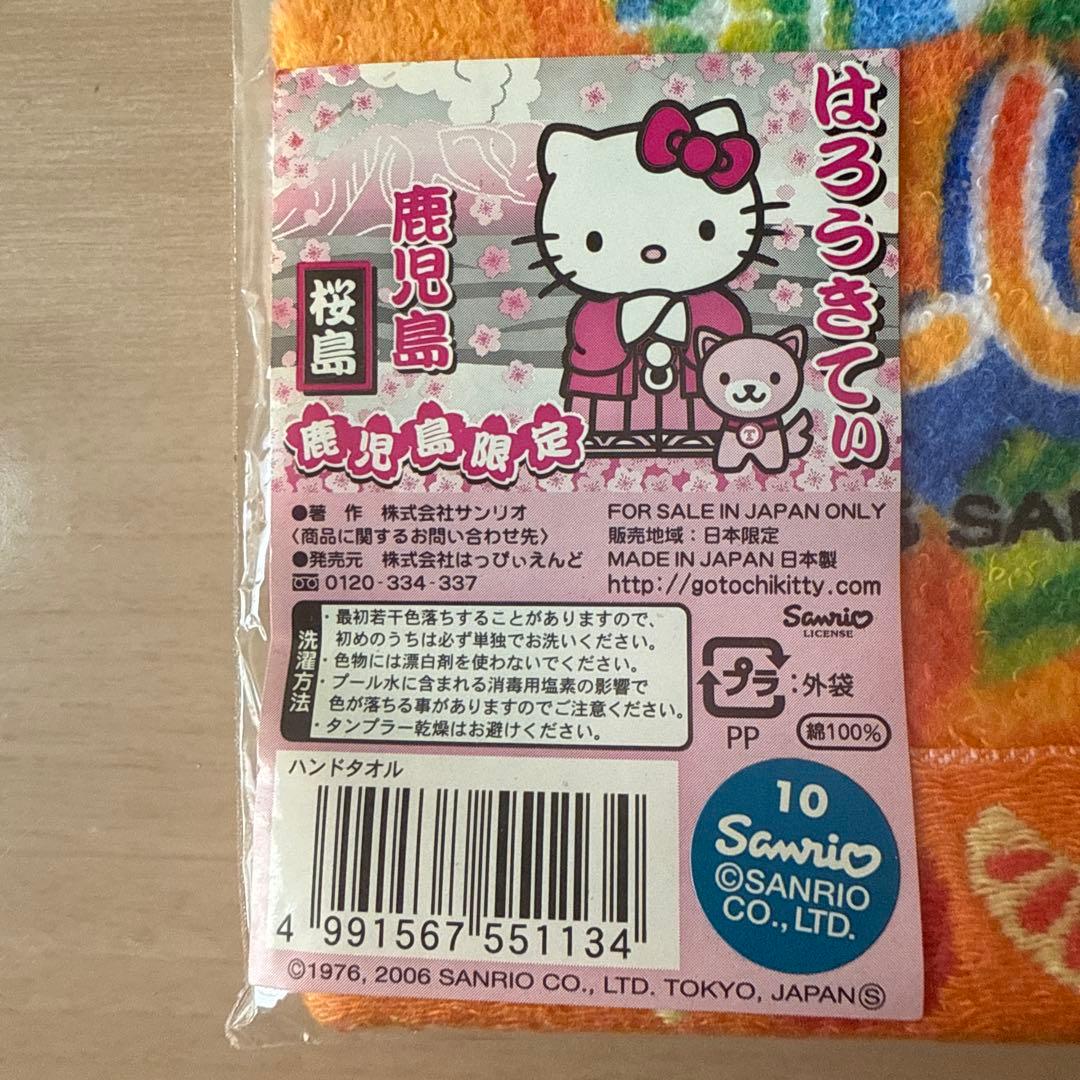 はろうきてぃ
鹿児島
桜島
鹿児島限定
T
●著　作　株式会社サンリオ
〈商品に関するお問い合わせ先〉
●発売元　株式会社はっぴぃえんど
0120-334-337
FOR SALE IN JAPAN ONLY
販売地域：日本限定
MADE IN JAPAN 日本製
http://gotochikitty.com
Sanrio
LICENSE
洗濯方法
・最初若干色落ちすることがありますので、
初めのうちは必ず単独でお洗いください。
・色物には漂白剤を使わないでください。
・プール水に含まれる消毒用塩素の影響で
色が落ちる事がありますのでご注意ください。
・タンブラー乾燥はお避けください。
プラ：外袋
PP
綿100%
ハンドタオル
4 991567 551134
10
Sanrio
©SANRIO
CO., LTD.
©1976, 2006 SANRIO CO., LTD. TOKYO, JAPAN Ⓢ